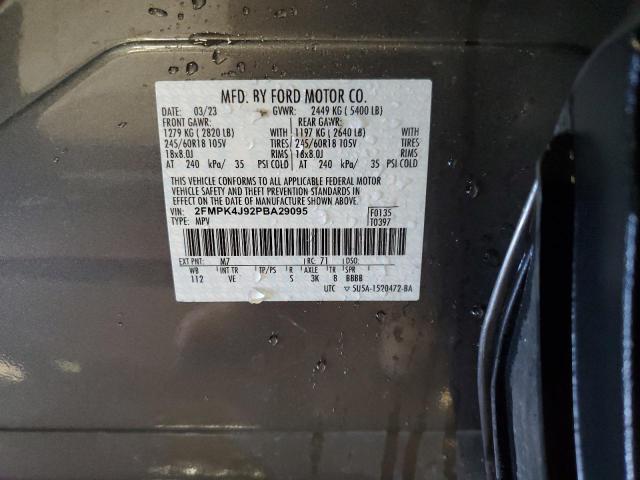 MFD. BY FORD MOTOR CO.
DATE: 03/23 GVWR: 2449 KG ( 5400 LB)
FRONT GAWR: REAR GAWR:
1279 KG ( 2820 LB) WITH 1197 KG ( 2640 LB) WITH
245/60R18 105V TIRES 245/60R18 105V TIRES
18x8.0J RIMS 18x8.0J RIMS
AT 240 kPa/ 35 PSI COLD AT 240 kPa/ 35 PSI COLD
THIS VEHICLE CONFORMS TO ALL APPLICABLE FEDERAL MOTOR
VEHICLE SAFETY AND THEFT PREVENTION STANDARDS IN
EFFECT ON THE DATE OF MANUFACTURE SHOWN ABOVE.
VIN: 2FMPK4J92PBA29095 F0135
TYPE: MPV T0397
EXT PNT: M7 RC: 71 DSO:
WB INT TR TP/PS R AXLE TR SPR
112 VE S 3K 8 BBBB
UTC ▽ 5U5A-1520472-BA